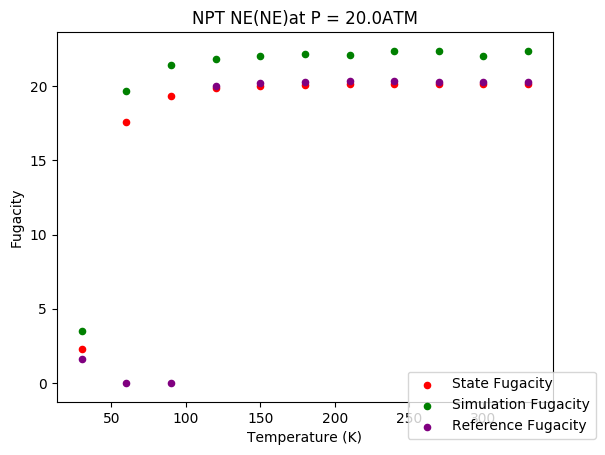 NPT NE(NE)at P = 20.0ATM
20
15
10
5
0
Fugacity
50
100
150
200
250
300
Temperature (K)
State Fugacity
Simulation Fugacity
Reference Fugacity